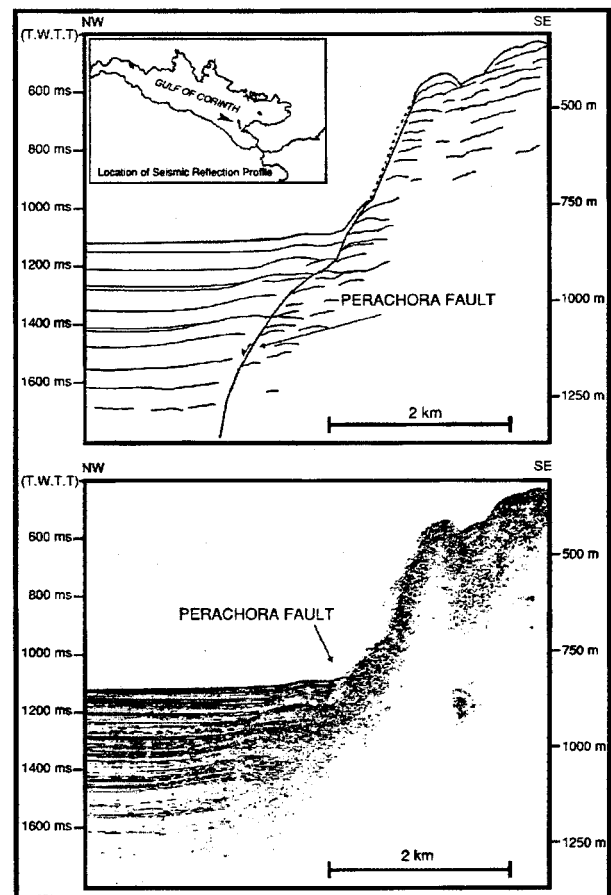 NW SE
(T.W.T.T)
GULF OF CORINTH
Location of Seismic Reflection Profile
600 ms
500 m
800 ms
1000 ms
750 m
1200 ms
PERACHORA FAULT
1000 m
1400 ms
1600 ms
2 km
1250 m
NW SE
(T.W.T.T)
600 ms
500 m
800 ms
PERACHORA FAULT
1000 ms
750 m
1200 ms
1000 m
1400 ms
1600 ms
2 km
1250 m